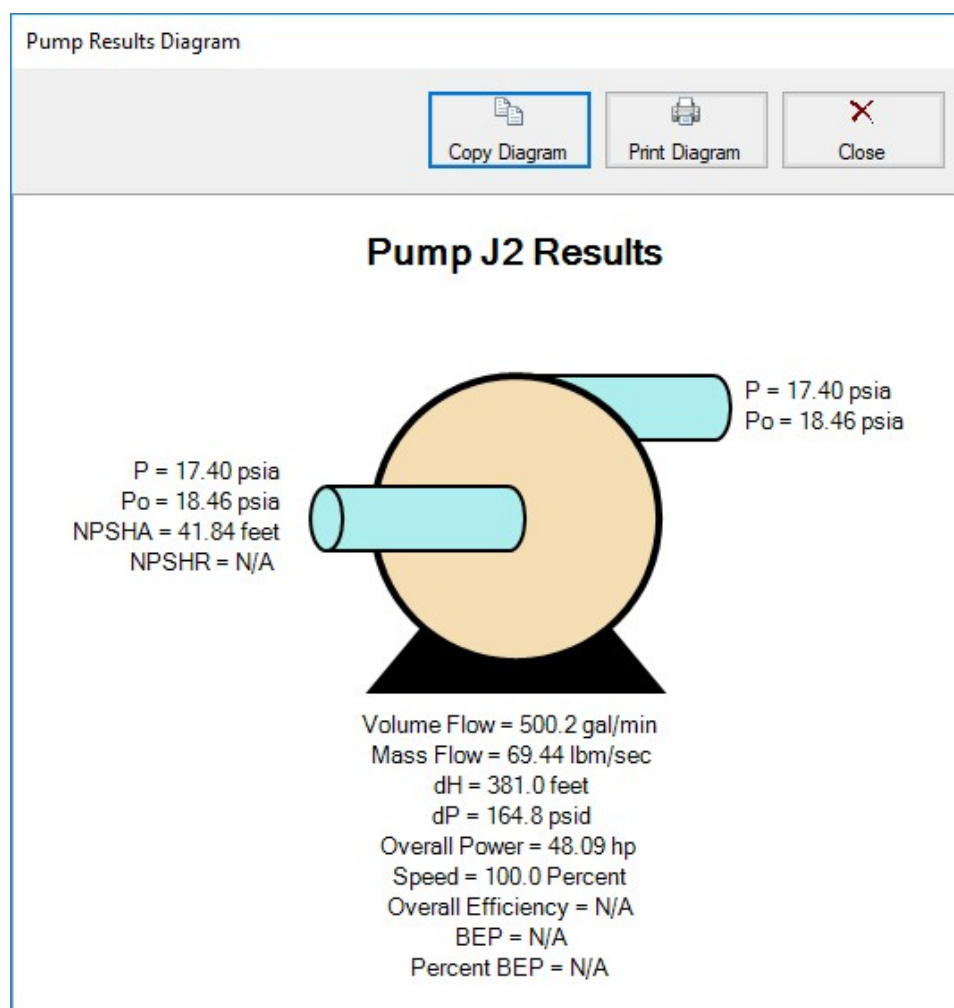 Pump Results Diagram
Copy Diagram
Print Diagram
Close
Pump J2 Results
P = 17.40 psia
Po = 18.46 psia
P = 17.40 psia
Po = 18.46 psia
NPSHA = 41.84 feet
NPSHR = N/A
Volume Flow = 500.2 gal/min
Mass Flow = 69.44 lbm/sec
dH = 381.0 feet
dP = 164.8 psid
Overall Power = 48.09 hp
Speed = 100.0 Percent
Overall Efficiency = N/A
BEP = N/A
Percent BEP = N/A